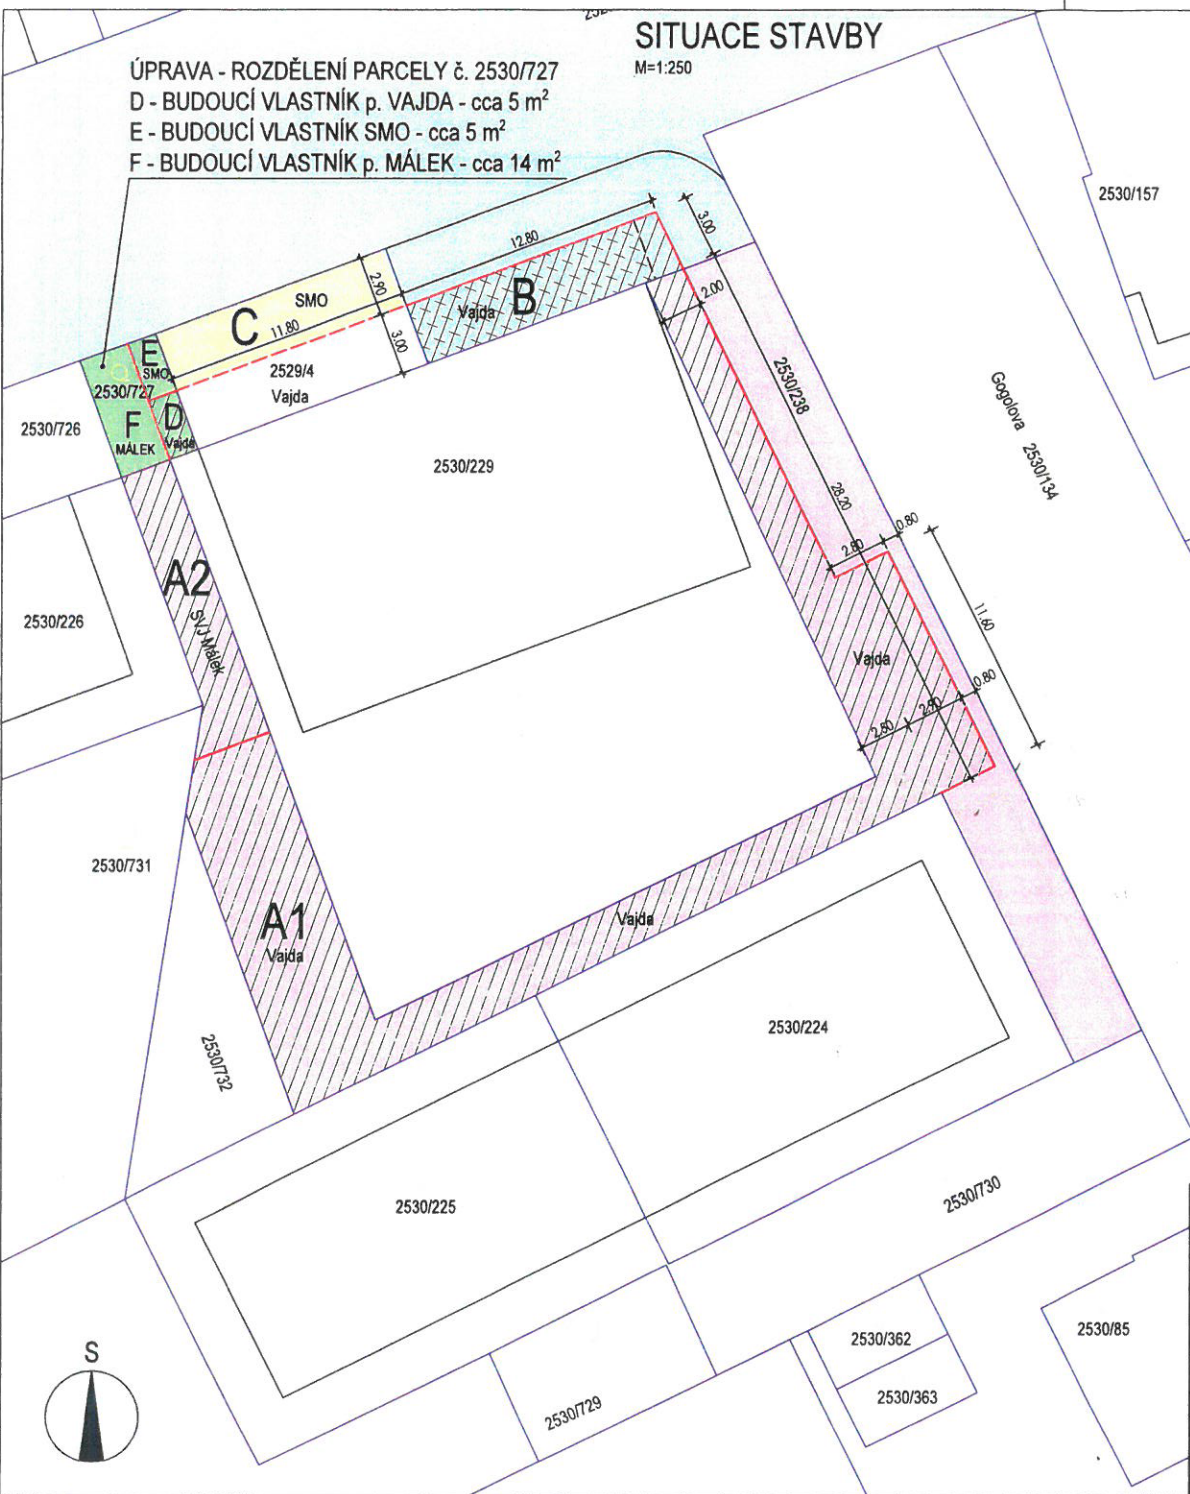 SITUACE STAVBY
M=1:250
ÚPRAVA - ROZDĚLENÍ PARCELY č. 2530/727
D - BUDOUCÍ VLASTNÍK p. VAJDA - cca 5 m²
E - BUDOUCÍ VLASTNÍK SMO - cca 5 m²
F - BUDOUCÍ VLASTNÍK p. MÁLEK - cca 14 m²
2530/157
3.00
12.80
2.90
SMO
C
11.80
Vajda
B
2.00
3.00
E
SMO
2530/727
2529/4
Vajda
2530/238
F
MÁLEK
D
Vajda
2530/726
2530/229
Gogolova 2530/134
28.20
0.80
2.80
A2
SVJ-Málek
2530/226
11.60
Vajda
0.80
2.90
2.80
2530/731
A1
Vajda
Vajda
2530/224
2530/732
2530/225
2530/730
2530/362
2530/85
2530/363
2530/729
S